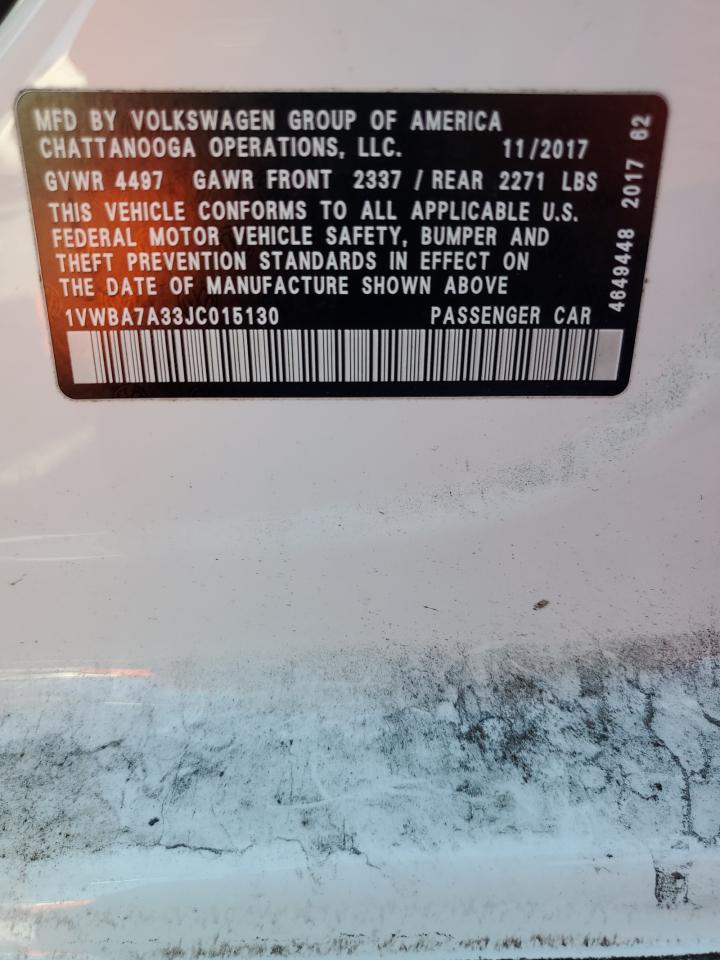 MFD BY VOLKSWAGEN GROUP OF AMERICA
CHATTANOOGA OPERATIONS, LLC. 11/2017
GVWR 4497 GAWR FRONT 2337 / REAR 2271 LBS
THIS VEHICLE CONFORMS TO ALL APPLICABLE U.S.
FEDERAL MOTOR VEHICLE SAFETY, BUMPER AND
THEFT PREVENTION STANDARDS IN EFFECT ON
THE DATE OF MANUFACTURE SHOWN ABOVE
1VWBA7A33JC015130 PASSENGER CAR
4649448 2017 62